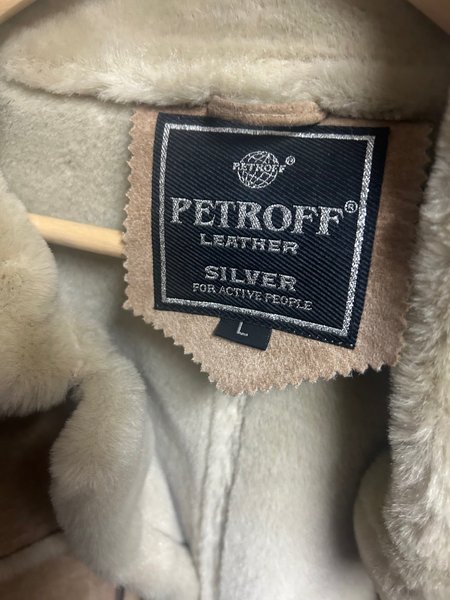 PETROFF®
PETROFF®
LEATHER
SILVER
FOR ACTIVE PEOPLE
L